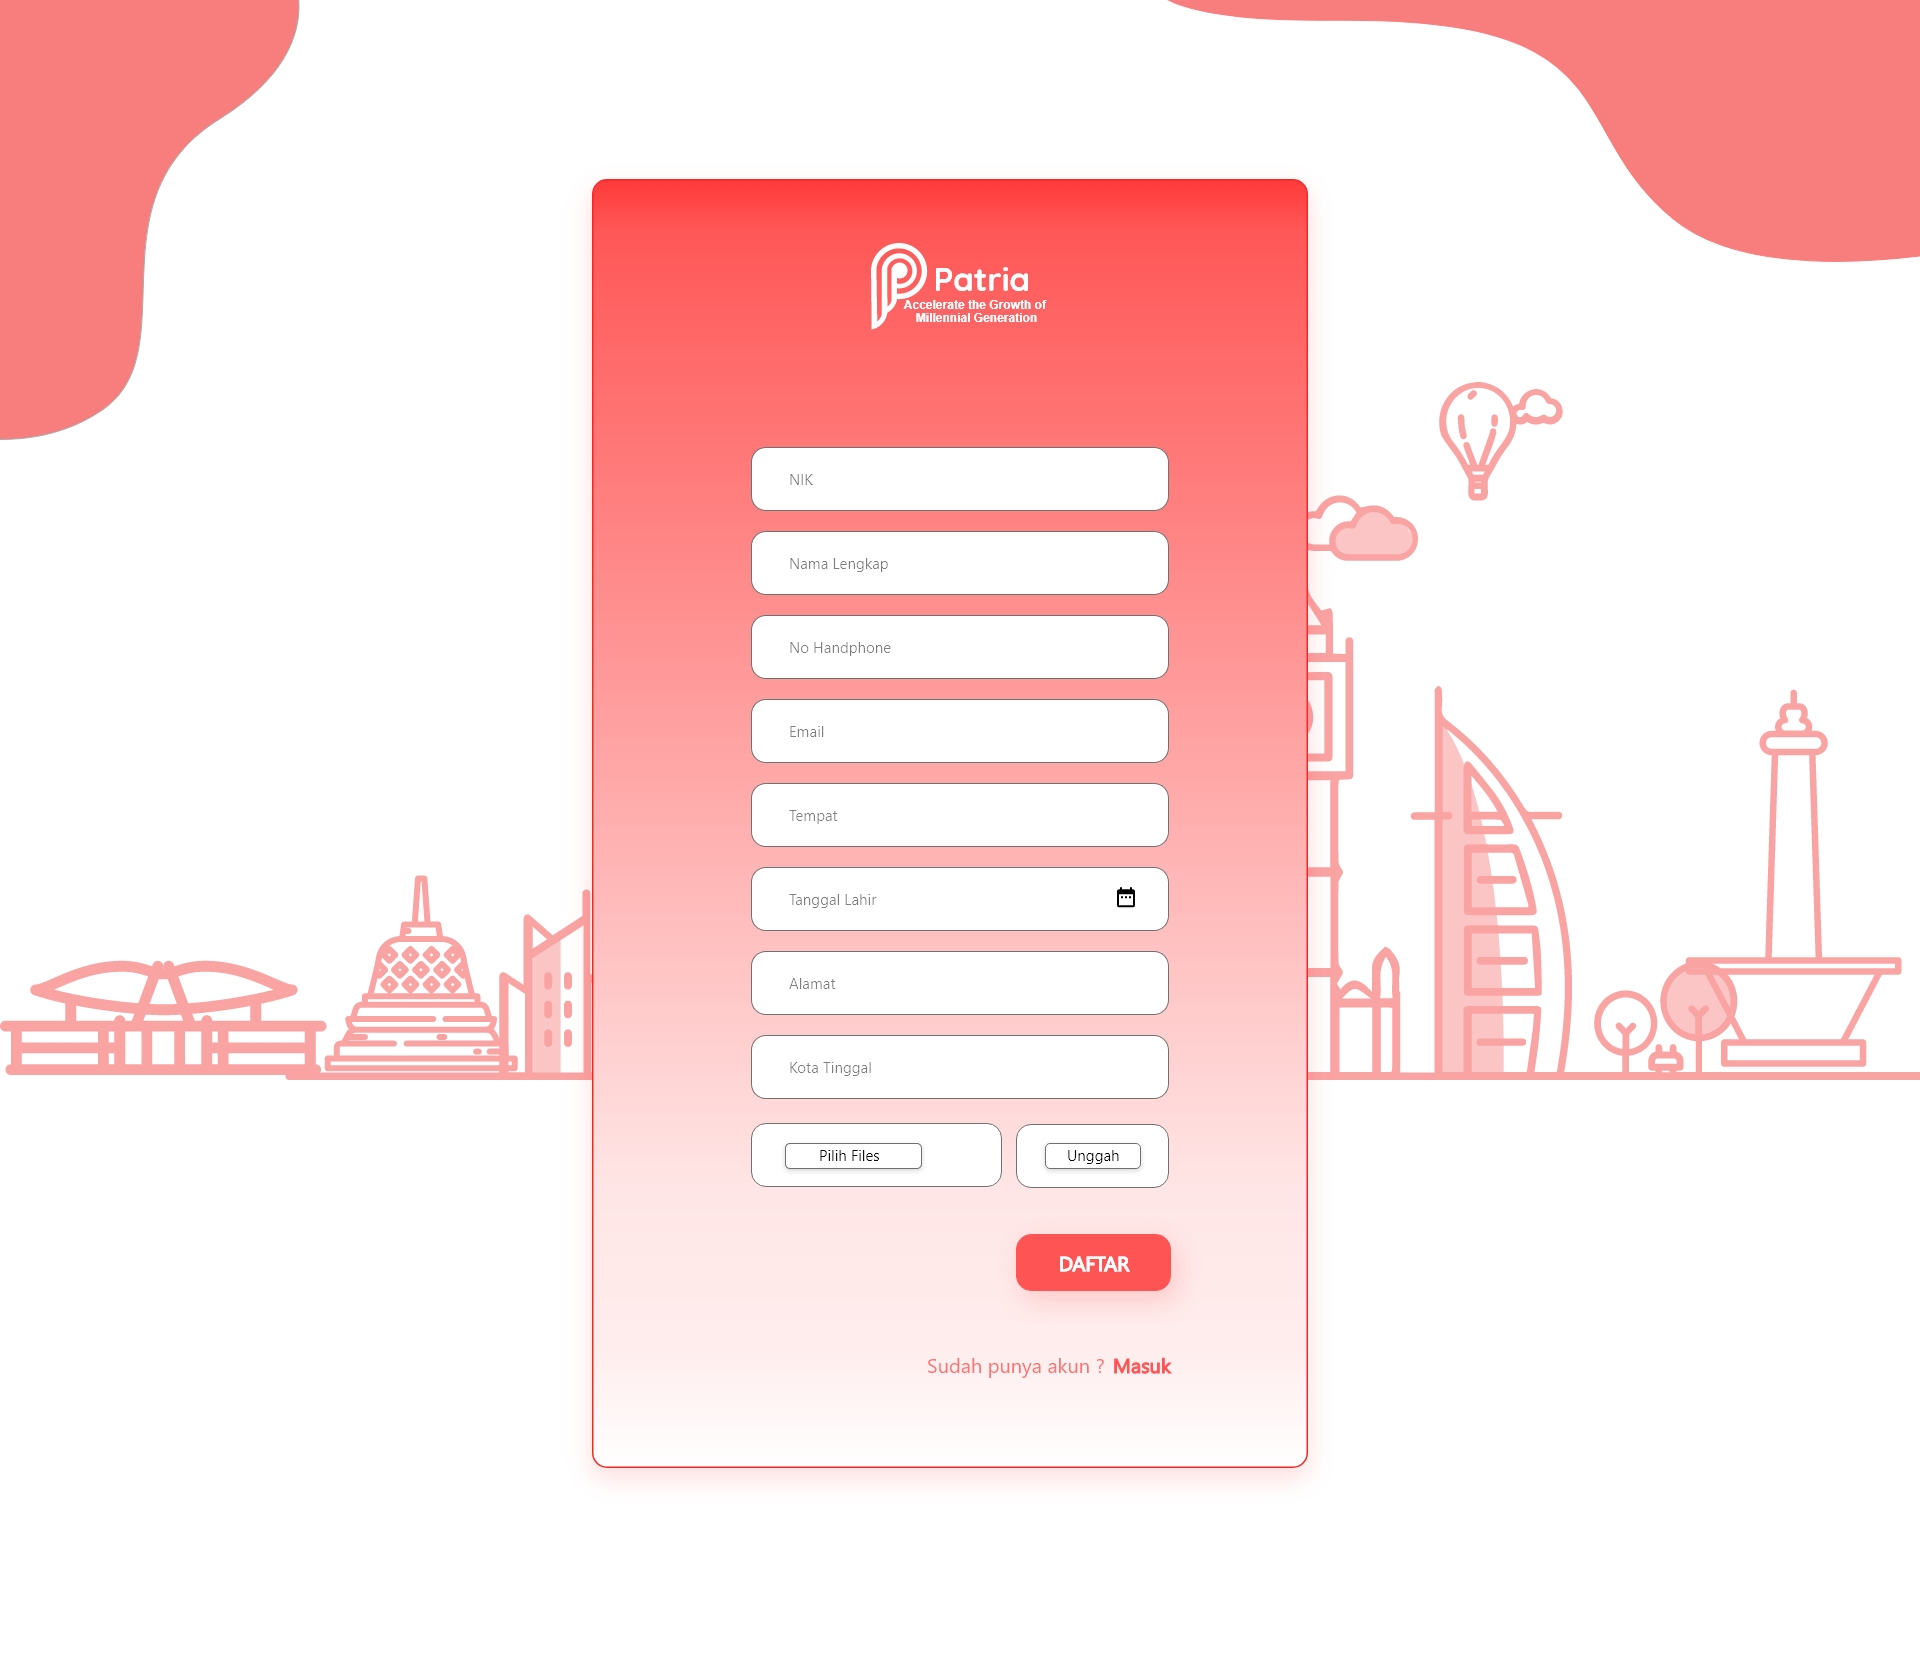 Patria
Accelerate the Growth of
Millennial Generation
NIK
Nama Lengkap
No Handphone
Email
Tempat
Tanggal Lahir
Alamat
Kota Tinggal
Pilih Files
Unggah
DAFTAR
Sudah punya akun ? Masuk